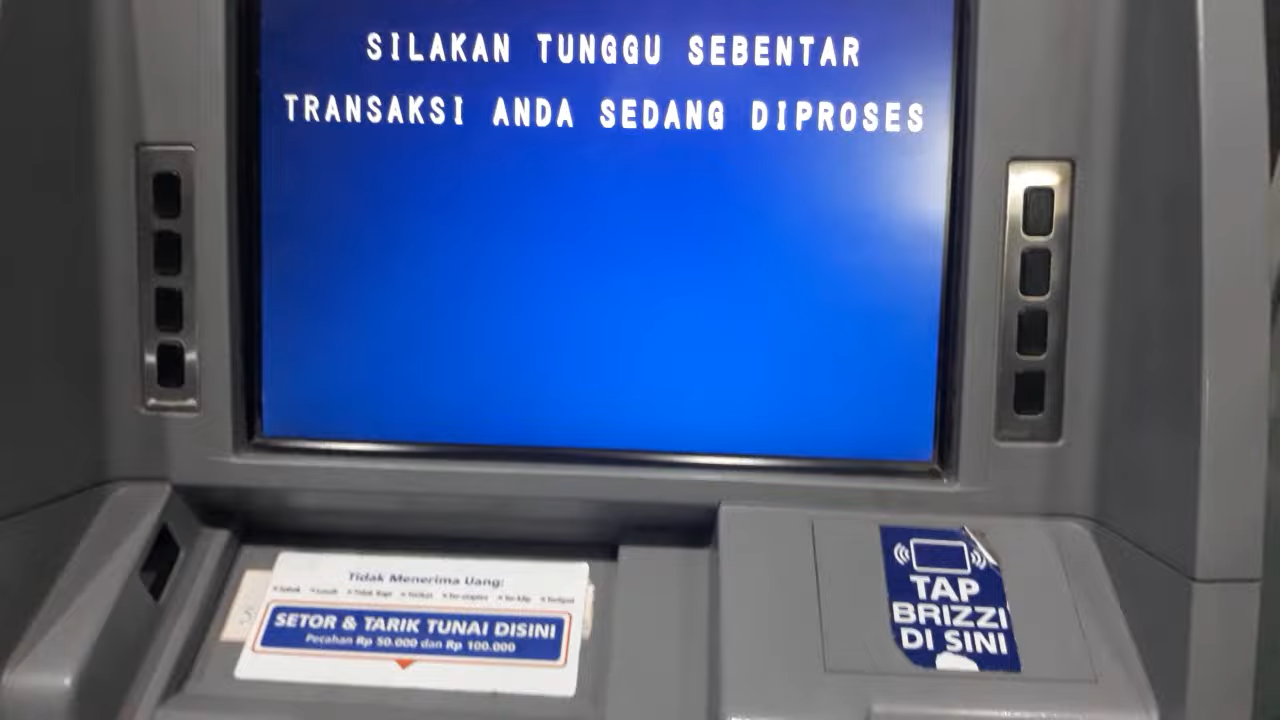 SILAKAN TUNGGU SEBENTAR
TRANSAKSI ANDA SEDANG DIPROSES
Tidak Menerima Uang:
SETOR & TARIK TUNAI DISINI
Pecahan Rp 50.000 dan Rp 100.000
TAP
BRIZZI
DI SINI